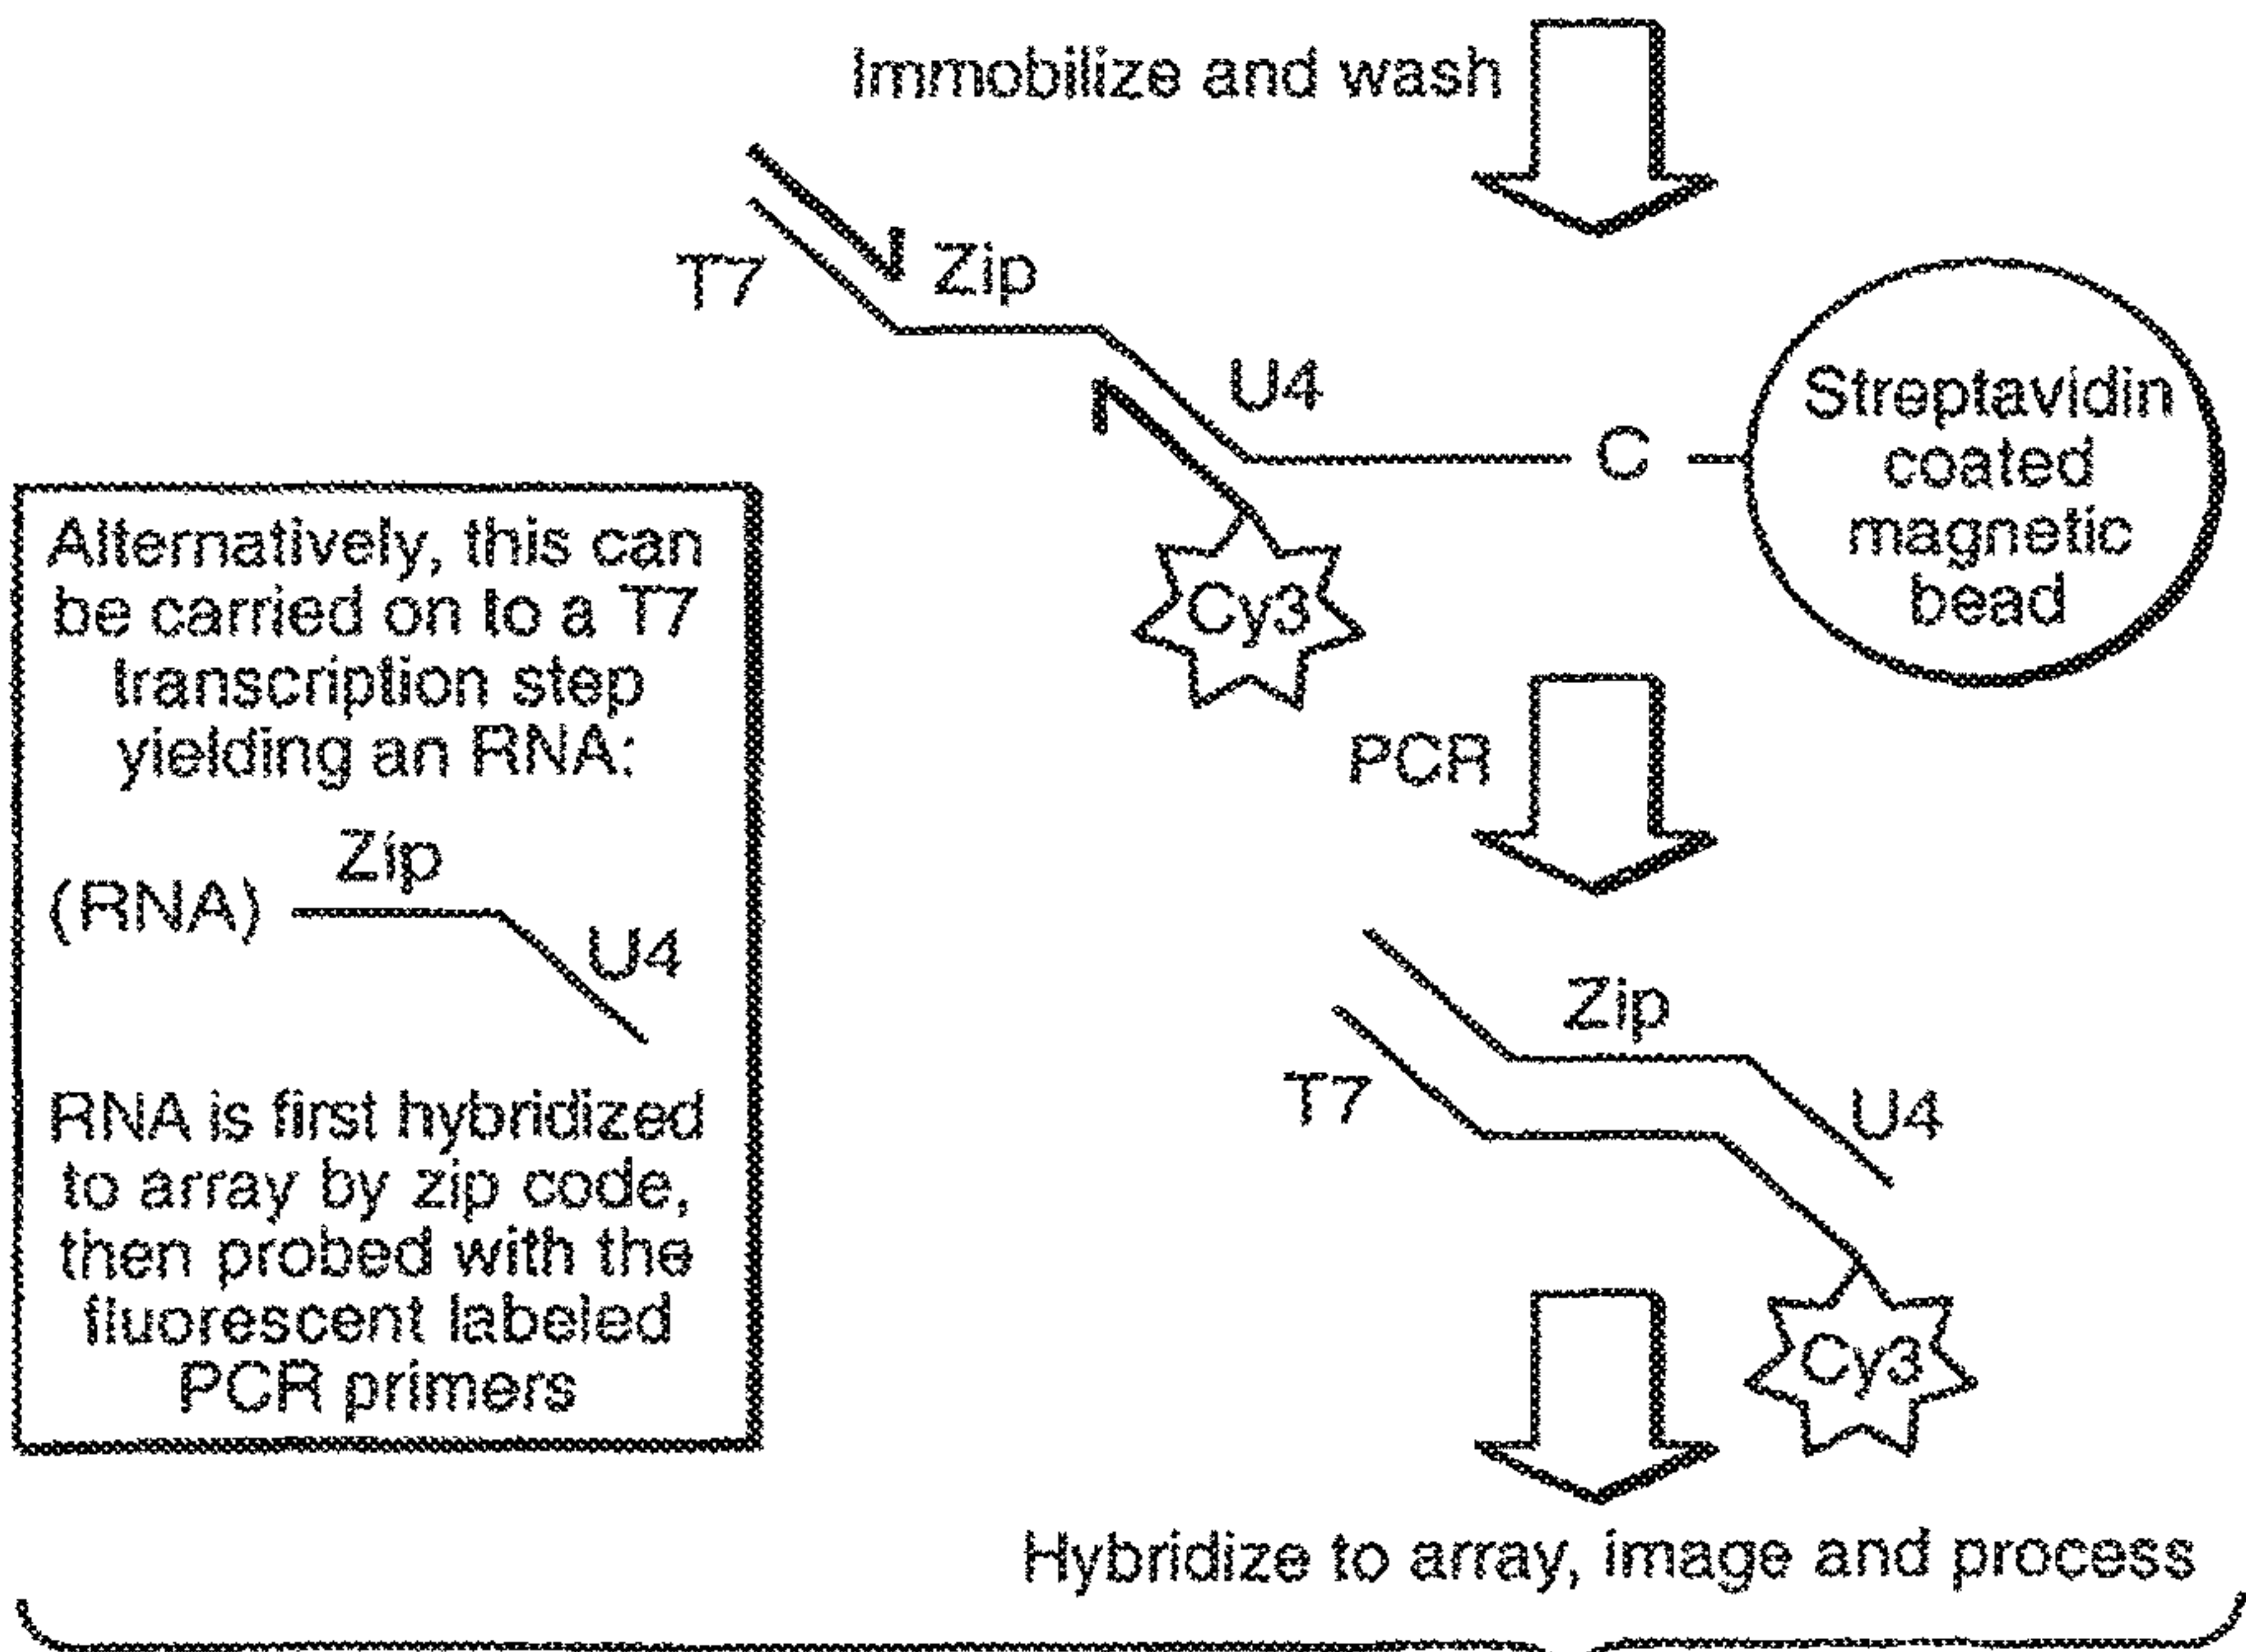 Immobilize and wash
T7
Zip
U4
C
Streptavidin
coated
magnetic
bead
Cy3
Alternatively, this can
be carried on to a T7
transcription step
yielding an RNA:
Zip
(RNA)
U4
RNA is first hybridized
to array by zip code,
then probed with the
fluorescent labeled
PCR primers
PCR
Zip
T7
U4
Cy3
Hybridize to array, image and process